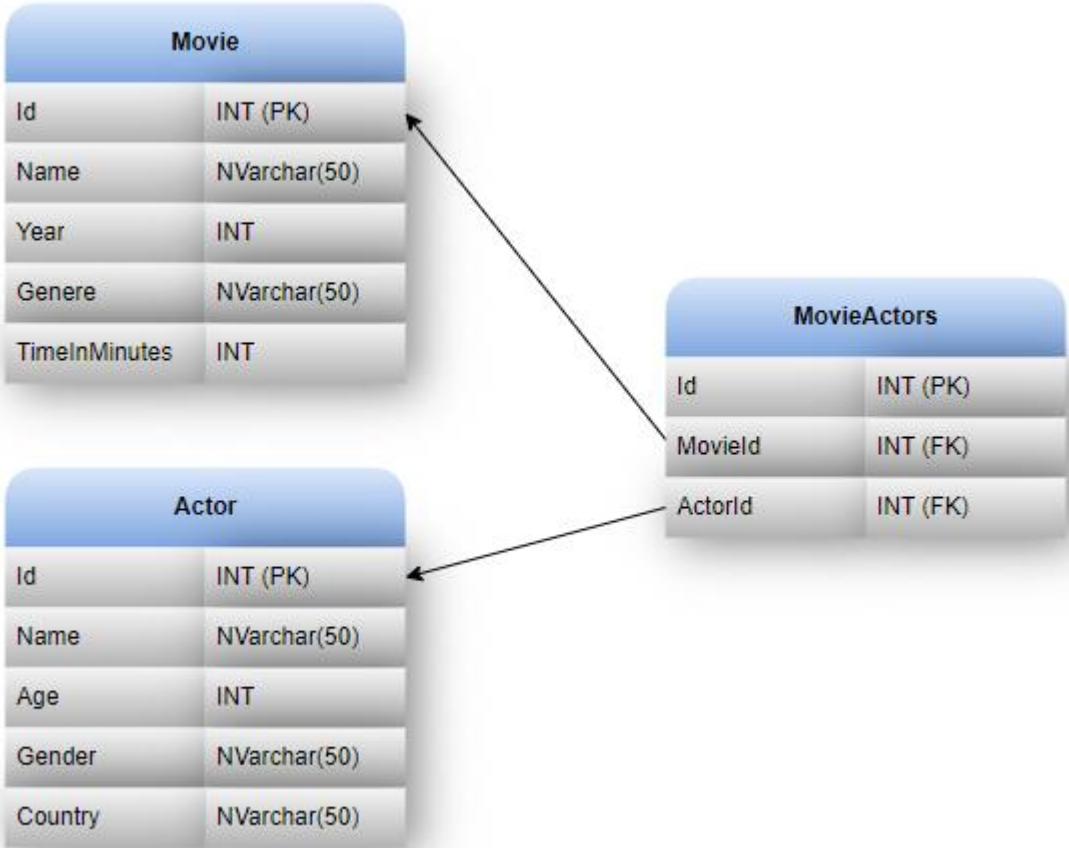 Movie
Id INT (PK)
Name NVarchar(50)
Year INT
Genere NVarchar(50)
TimeInMinutes INT
MovieActors
Id INT (PK)
MovieId INT (FK)
ActorId INT (FK)
Actor
Id INT (PK)
Name NVarchar(50)
Age INT
Gender NVarchar(50)
Country NVarchar(50)